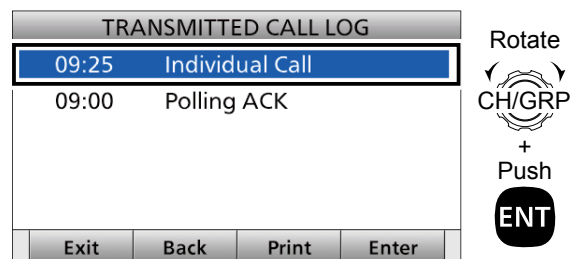 TRANSMITTED CALL LOG
09:25 Individual Call
09:00 Polling ACK
Exit Back Print Enter
Rotate
CH/GRP
+
Push
ENT